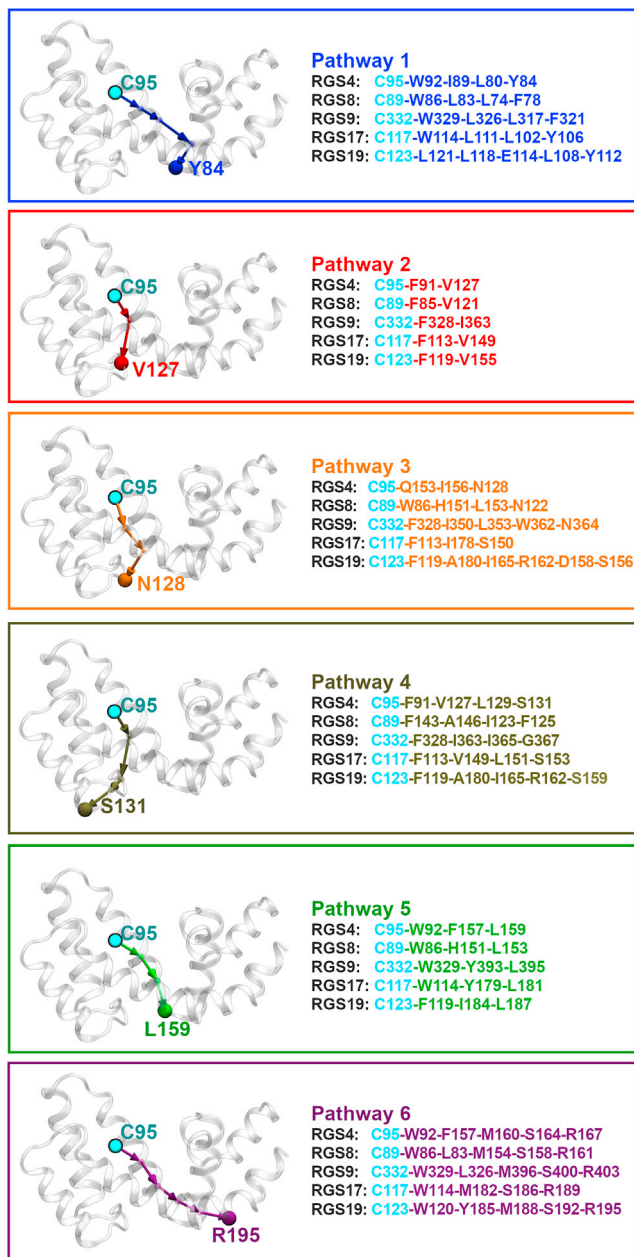 C95
Y84
Pathway 1
RGS4: C95-W92-I89-L80-Y84
RGS8: C89-W86-L83-L74-F78
RGS9: C332-W329-L326-L317-F321
RGS17: C117-W114-L111-L102-Y106
RGS19: C123-L121-L118-E114-L108-Y112
C95
V127
Pathway 2
RGS4: C95-F91-V127
RGS8: C89-F85-V121
RGS9: C332-F328-I363
RGS17: C117-F113-V149
RGS19: C123-F119-V155
C95
N128
Pathway 3
RGS4: C95-Q153-I156-N128
RGS8: C89-W86-H151-L153-N122
RGS9: C332-F328-I350-L353-W362-N364
RGS17: C117-F113-I178-S150
RGS19: C123-F119-A180-I165-R162-D158-S156
C95
S131
Pathway 4
RGS4: C95-F91-V127-L129-S131
RGS8: C89-F143-A146-I123-F125
RGS9: C332-F328-I363-I365-G367
RGS17: C117-F113-V149-L151-S153
RGS19: C123-F119-A180-I165-R162-S159
C95
L159
Pathway 5
RGS4: C95-W92-F157-L159
RGS8: C89-W86-H151-L153
RGS9: C332-W329-Y393-L395
RGS17: C117-W114-Y179-L181
RGS19: C123-F119-I184-L187
C95
R195
Pathway 6
RGS4: C95-W92-F157-M160-S164-R167
RGS8: C89-W86-L83-M154-S158-R161
RGS9: C332-W329-L326-M396-S400-R403
RGS17: C117-W114-M182-S186-R189
RGS19: C123-W120-Y185-M188-S192-R195